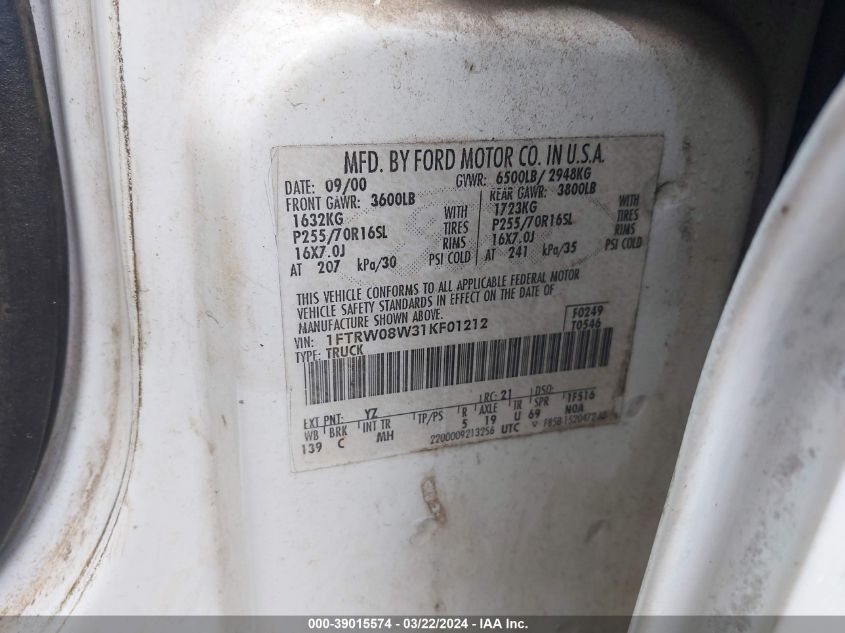 MFD. BY FORD MOTOR CO. IN U.S.A.
DATE: 09/00 GVWR: 6500LB/ 2948KG
FRONT GAWR: 3600LB REAR GAWR: 3800LB
1632KG WITH 1723KG WITH
P255/70R16SL TIRES P255/70R16SL TIRES
16X7.0J RIMS 16X7.0J RIMS
AT 207 kPa/30 PSI COLD AT 241 kPa/35 PSI COLD
THIS VEHICLE CONFORMS TO ALL APPLICABLE FEDERAL MOTOR
VEHICLE SAFETY STANDARDS IN EFFECT ON THE DATE OF
MANUFACTURE SHOWN ABOVE.
VIN: 1FTRW08W31KF01212 F0249
TYPE: TRUCK T0546
EXT PNT: YZ RC: 21 DSO: 1F516
WB BRK INT TR TP/PS R AXLE TR SPR N0A
139 C MH 5 19 U 69
2200009213256 UTC
000-39015574 - 03/22/2024 - IAA Inc.